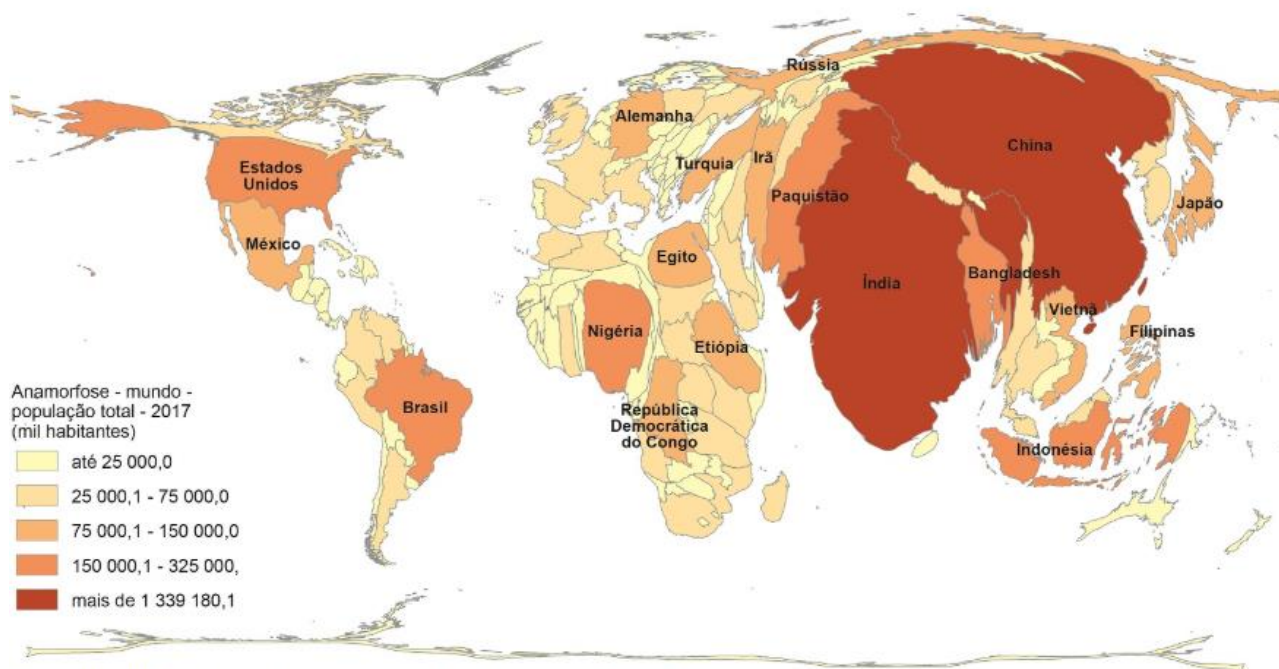 Rússia
Alemanha
Estados
Unidos
China
Turquia
Irã
Paquistão
Japão
México
Egito
Índia
Bangladesh
Vietnã
Nigéria
Etiópia
Filipinas
Brasil
República
Democrática
do Congo
Indonésia
Anamorfose - mundo -
população total - 2017
(mil habitantes)
até 25 000,0
25 000,1 - 75 000,0
75 000,1 - 150 000,0
150 000,1 - 325 000,
mais de 1 339 180,1